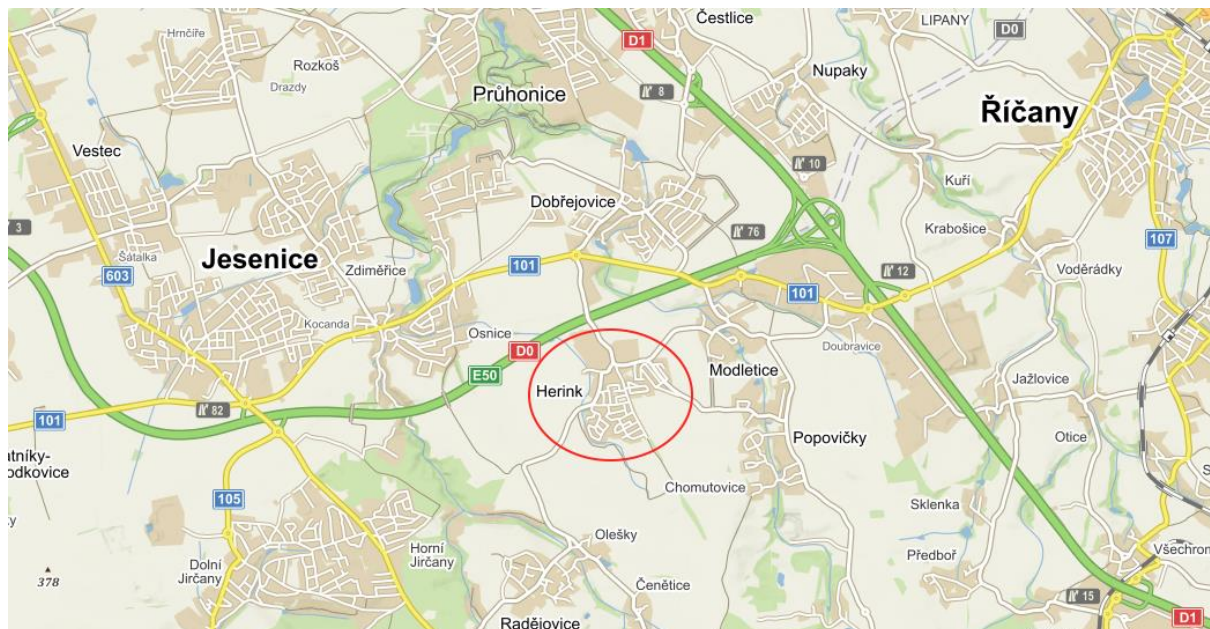 Čestlice
LIPANY
D0
Hrnčíře
D1
Rozkoš
Nupaky
Drazdy
Průhonice
8
Říčany
Vestec
10
Kuří
Dobřejovice
3
76
Krabošice
107
Šátalka
Jesenice
Zdiměřice
101
12
Voděrádky
603
101
Kocanda
Osnice
Doubravice
D0
E50
Herink
Modletice
Jažlovice
101
82
Popovičky
Otice
atníky-
odkovice
Chomutovice
105
Sklenka
S
Olešky
Horní
Jirčany
Předboř
Všechrom
Dolní
Jirčany
378
Čenětice
15
Radějovice
D1